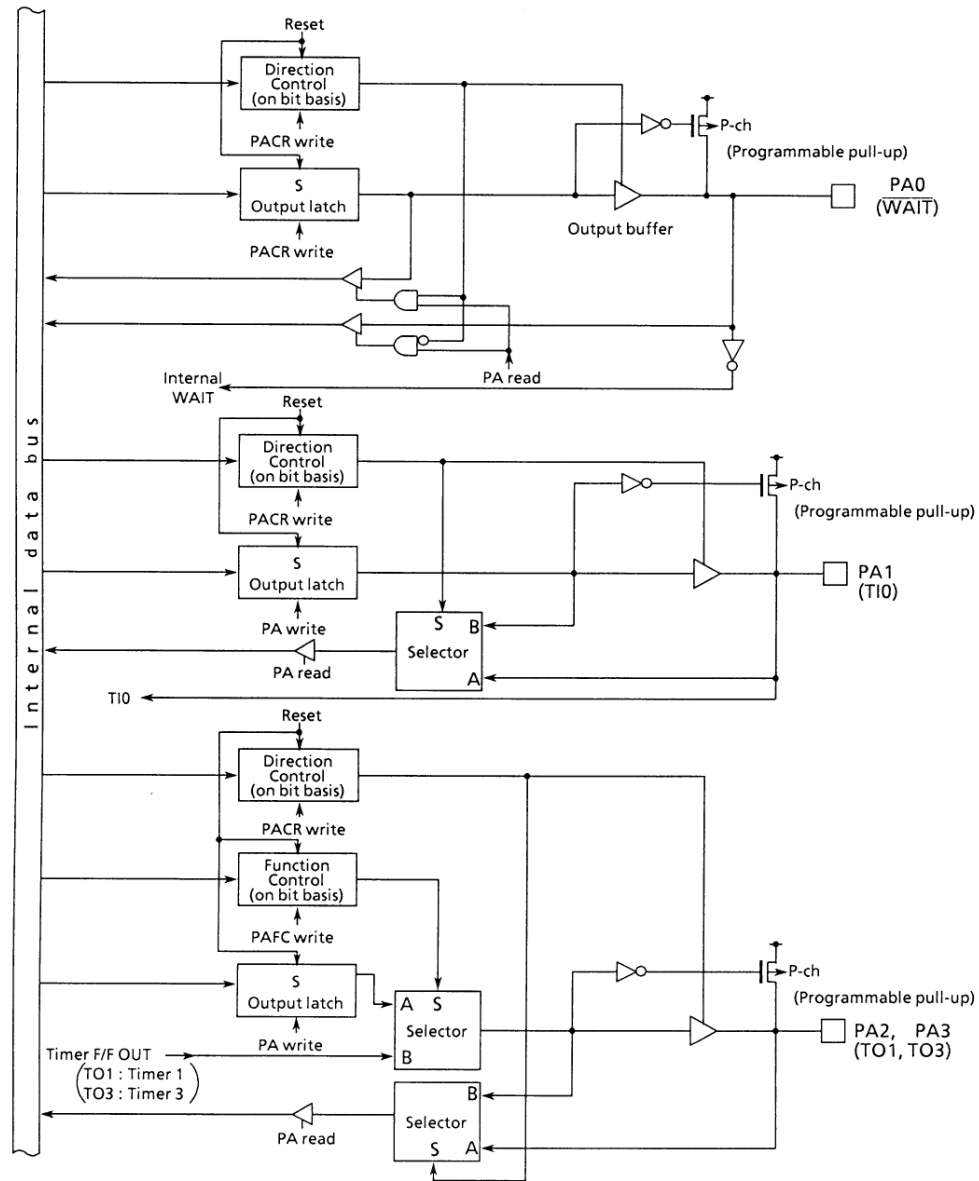 Internal data bus
Reset
Direction
Control
(on bit basis)
PACR write
S
Output latch
PACR write
P-ch
(Programmable pull-up)
Output buffer
PA0
(WAIT)
PA read
Internal
WAIT
Reset
Direction
Control
(on bit basis)
PACR write
S
Output latch
PA write
P-ch
(Programmable pull-up)
PA1
(TI0)
S
B
Selector
A
PA read
TI0
Reset
Direction
Control
(on bit basis)
PACR write
Function
Control
(on bit basis)
PAFC write
S
Output latch
PA write
A S
Selector
B
P-ch
(Programmable pull-up)
PA2, PA3
(TO1, TO3)
Timer F/F OUT
(TO1 : Timer 1
TO3 : Timer 3)
B
Selector
S A
PA read